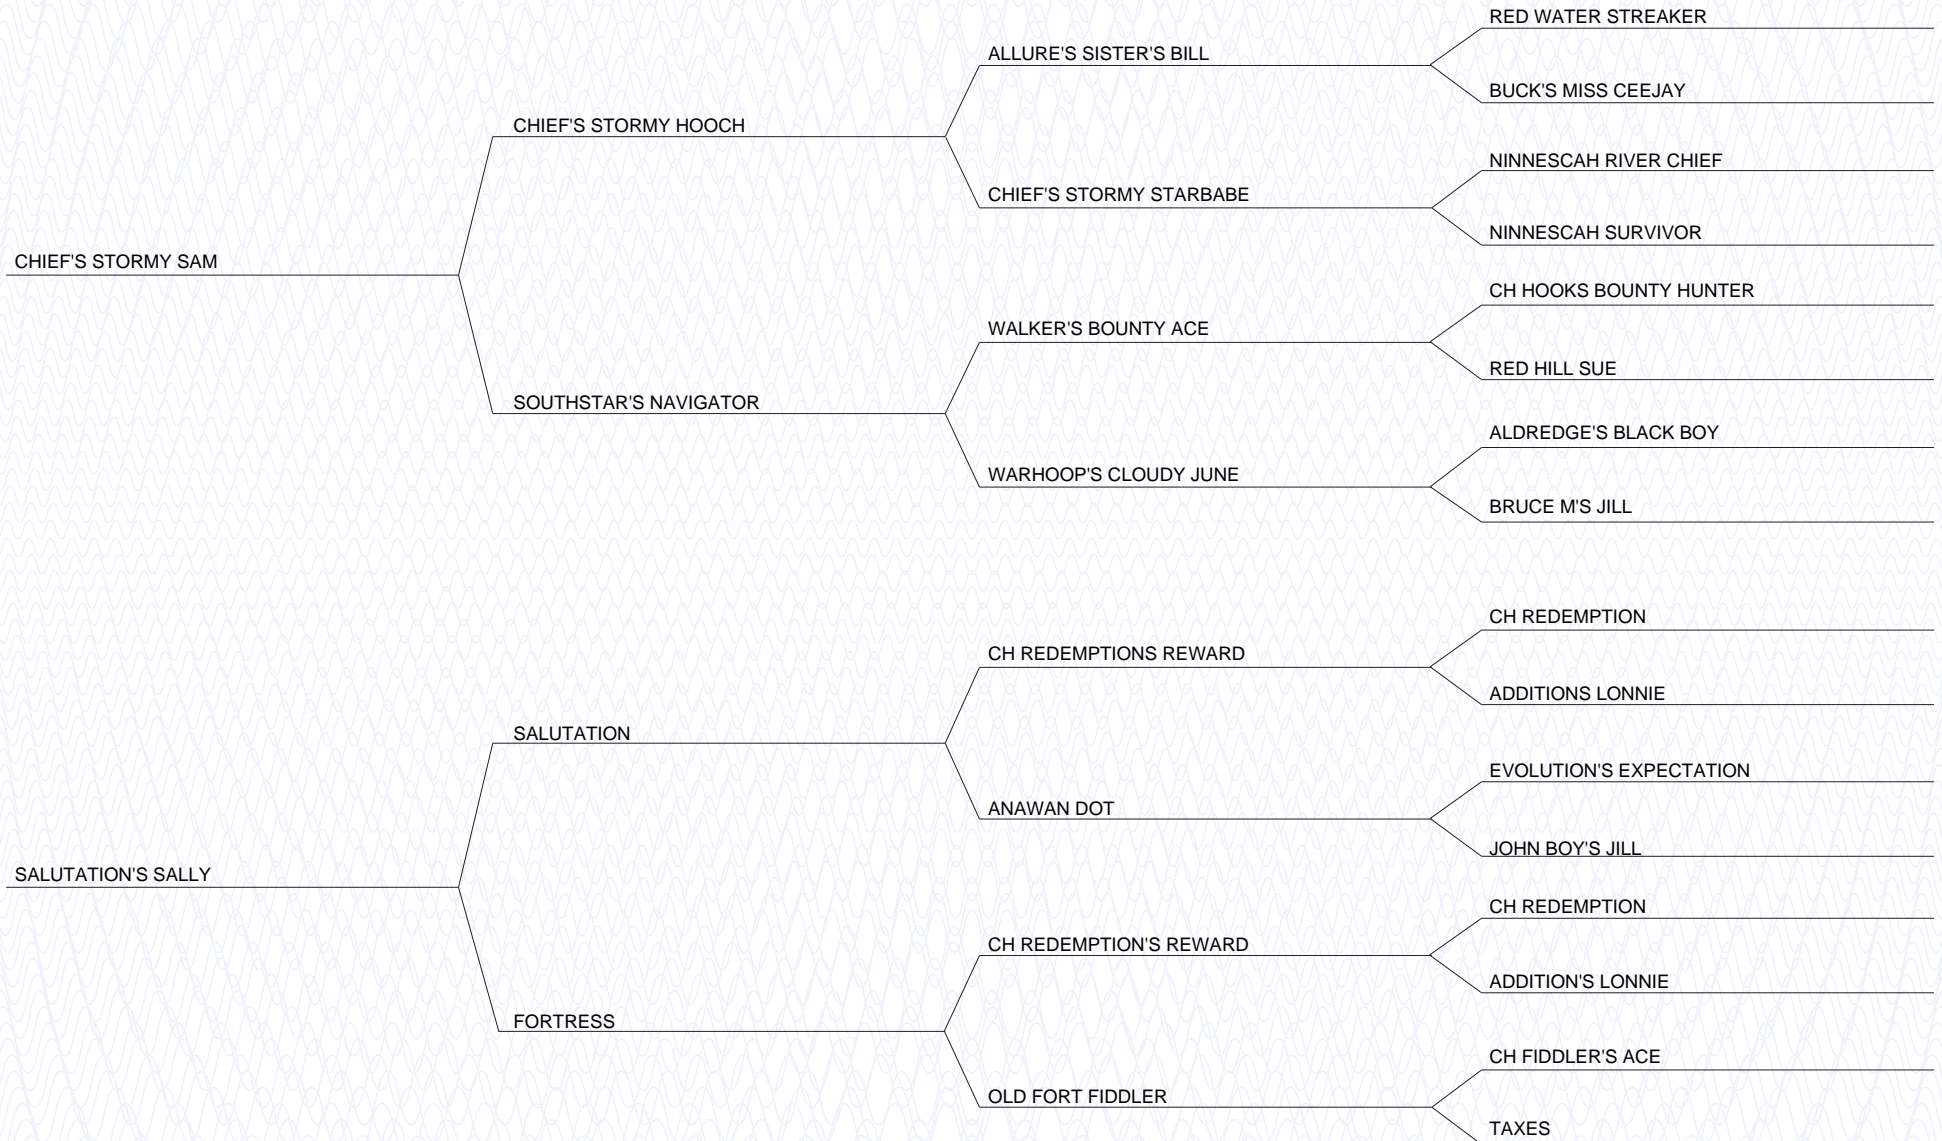 RED WATER STREAKER
ALLURE'S SISTER'S BILL
BUCK'S MISS CEEJAY
CHIEF'S STORMY HOOCH
NINNESCAH RIVER CHIEF
CHIEF'S STORMY STARBABE
NINNESCAH SURVIVOR
CHIEF'S STORMY SAM
CH HOOKS BOUNTY HUNTER
WALKER'S BOUNTY ACE
RED HILL SUE
SOUTHSTAR'S NAVIGATOR
ALDREDGE'S BLACK BOY
WARHOOP'S CLOUDY JUNE
BRUCE M'S JILL
CH REDEMPTION
CH REDEMPTIONS REWARD
ADDITIONS LONNIE
SALUTATION
EVOLUTION'S EXPECTATION
ANAWAN DOT
JOHN BOY'S JILL
SALUTATION'S SALLY
CH REDEMPTION
CH REDEMPTION'S REWARD
ADDITION'S LONNIE
FORTRESS
CH FIDDLER'S ACE
OLD FORT FIDDLER
TAXES